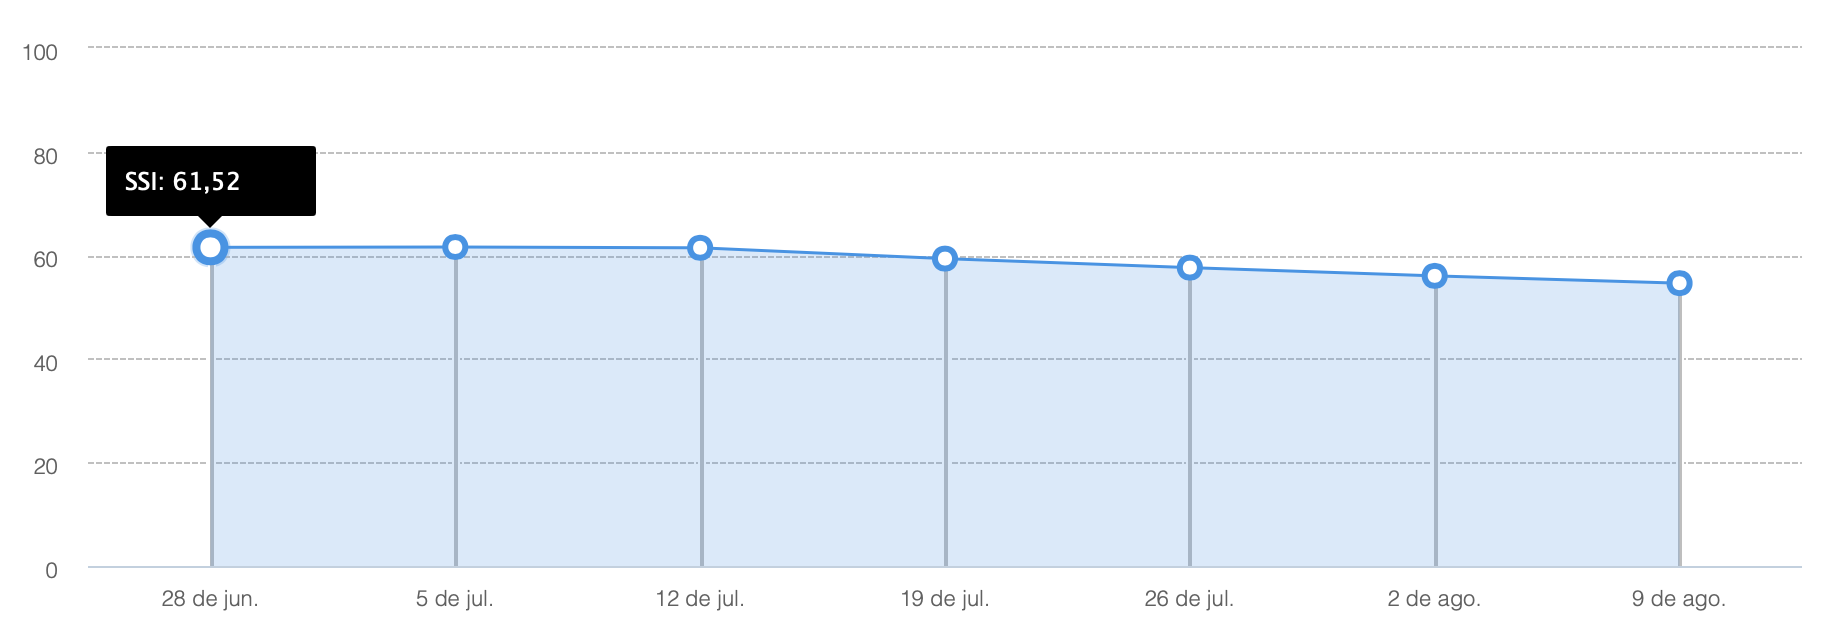 100
80
SSI: 61,52
60
40
20
0
28 de jun.
5 de jul.
12 de jul.
19 de jul.
26 de jul.
2 de ago.
9 de ago.